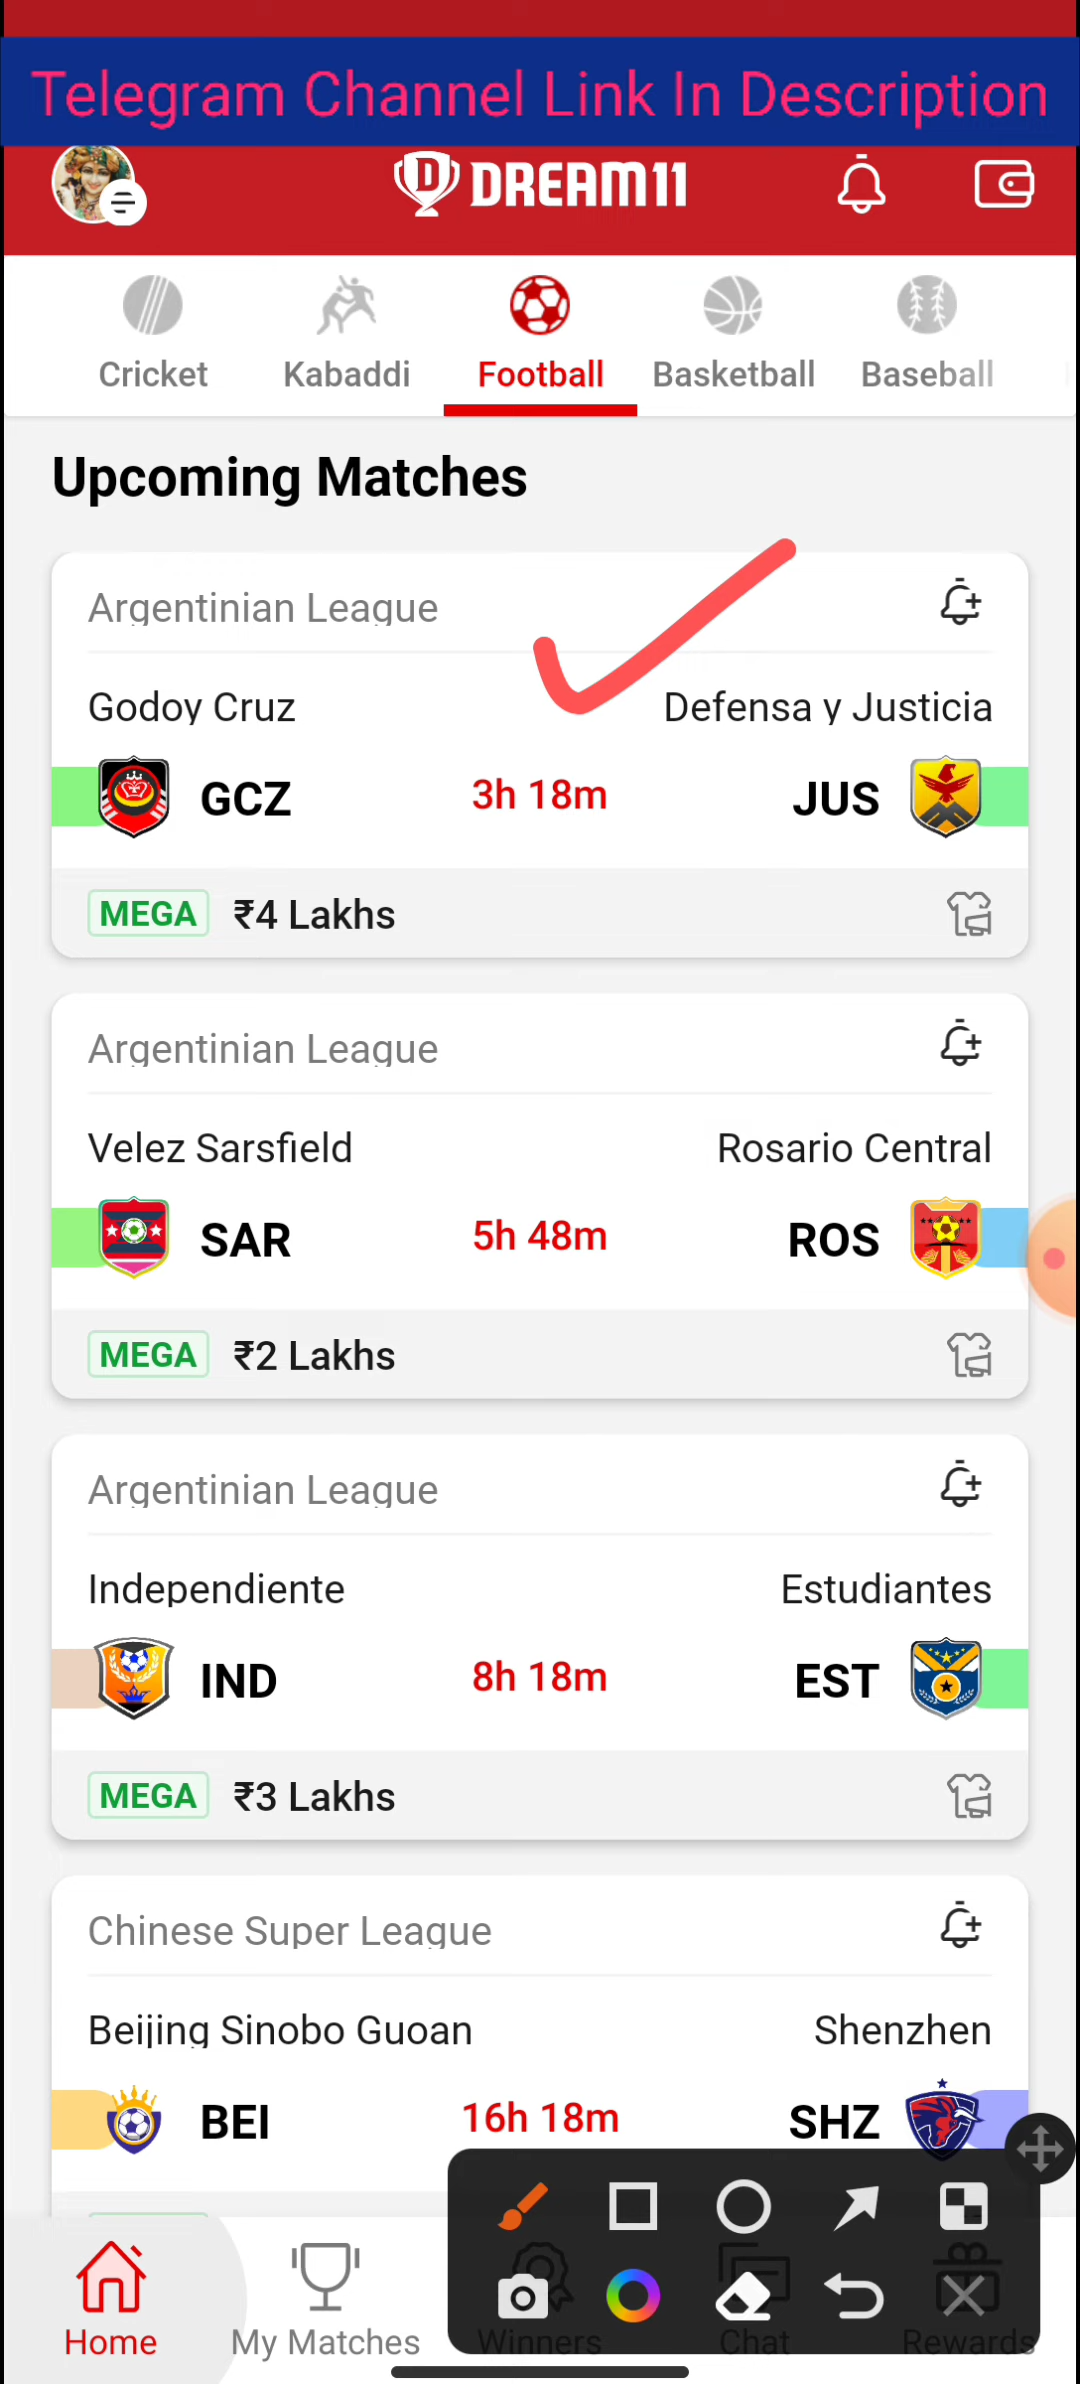 Telegram Channel Link In Description
DREAM11
Cricket Kabaddi Football Basketball Baseball
Upcoming Matches
Argentinian League
Godoy Cruz Defensa y Justicia
GCZ 3h 18m JUS
MEGA ₹4 Lakhs
Argentinian League
Velez Sarsfield Rosario Central
SAR 5h 48m ROS
MEGA ₹2 Lakhs
Argentinian League
Independiente Estudiantes
IND 8h 18m EST
MEGA ₹3 Lakhs
Chinese Super League
Beijing Sinobo Guoan Shenzhen
BEI 16h 18m SHZ
Home My Matches Winners Chat Rewards